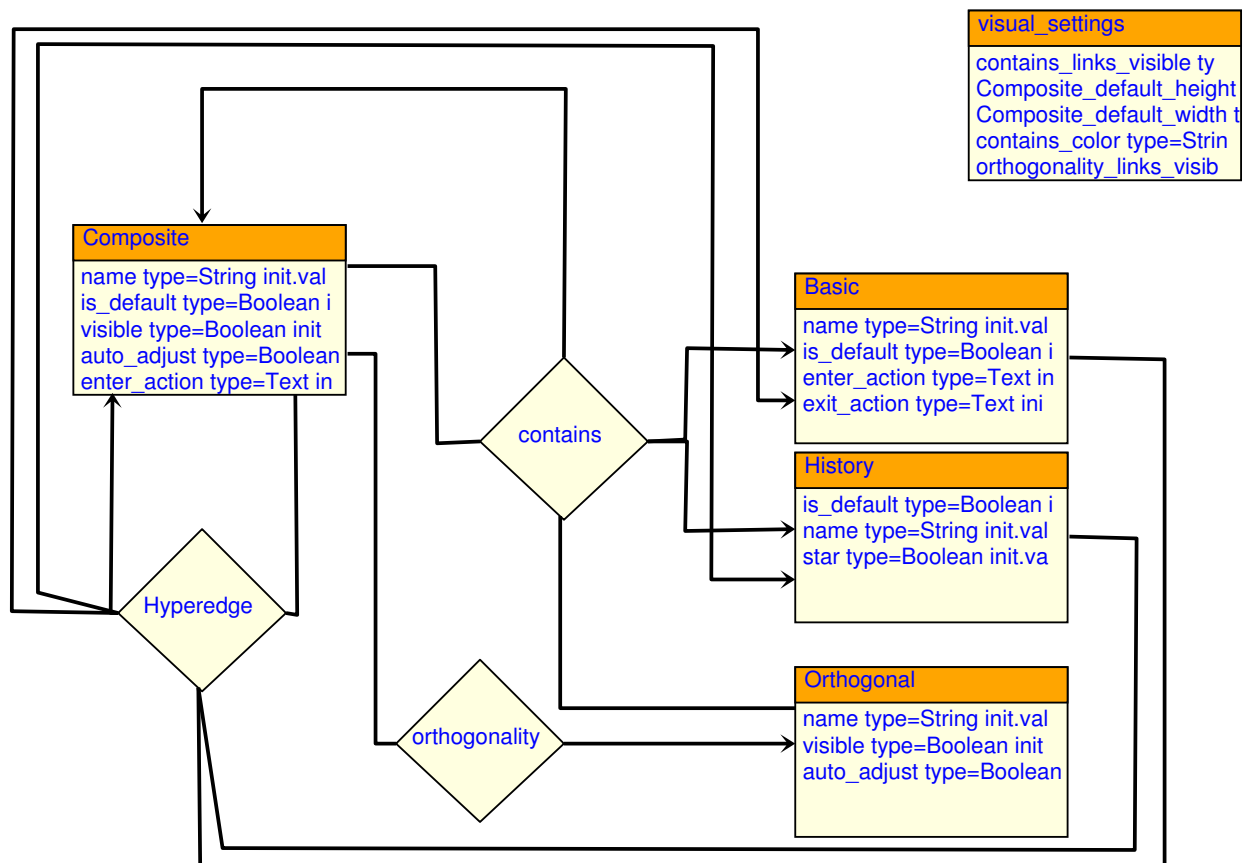 visual_settings
contains_links_visible ty
Composite_default_height
Composite_default_width t
contains_color type=Strin
orthogonality_links_visib
Composite
name type=String init.val
is_default type=Boolean i
visible type=Boolean init
auto_adjust type=Boolean
enter_action type=Text in
Basic
name type=String init.val
is_default type=Boolean i
enter_action type=Text in
exit_action type=Text ini
contains
History
is_default type=Boolean i
name type=String init.val
star type=Boolean init.va
Hyperedge
orthogonality
Orthogonal
name type=String init.val
visible type=Boolean init
auto_adjust type=Boolean